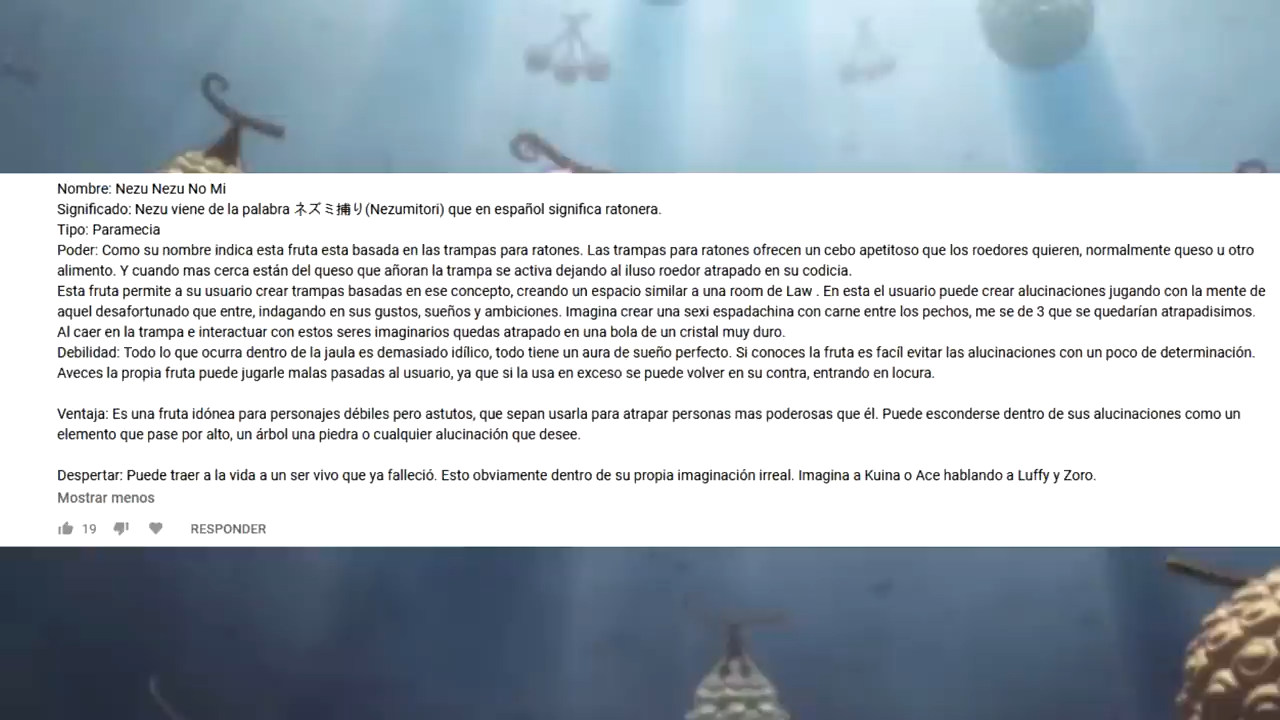 Nombre: Nezu Nezu No Mi
Significado: Nezu viene de la palabra ネズミ捕り(Nezumitori) que en español significa ratonera.
Tipo: Paramecia
Poder: Como su nombre indica esta fruta esta basada en las trampas para ratones. Las trampas para ratones ofrecen un cebo apetitoso que los roedores quieren, normalmente queso u otro
alimento. Y cuando mas cerca están del queso que añoran la trampa se activa dejando al iluso roedor atrapado en su codicia.
Esta fruta permite a su usuario crear trampas basadas en ese concepto, creando un espacio similar a una room de Law . En esta el usuario puede crear alucinaciones jugando con la mente de
aquel desafortunado que entre, indagando en sus gustos, sueños y ambiciones. Imagina crear una sexi espadachina con carne entre los pechos, me se de 3 que se quedarían atrapadisimos.
Al caer en la trampa e interactuar con estos seres imaginarios quedas atrapado en una bola de un cristal muy duro.
Debilidad: Todo lo que ocurra dentro de la jaula es demasiado idílico, todo tiene un aura de sueño perfecto. Si conoces la fruta es facíl evitar las alucinaciones con un poco de determinación.
Aveces la propia fruta puede jugarle malas pasadas al usuario, ya que si la usa en exceso se puede volver en su contra, entrando en locura.
Ventaja: Es una fruta idónea para personajes débiles pero astutos, que sepan usarla para atrapar personas mas poderosas que él. Puede esconderse dentro de sus alucinaciones como un
elemento que pase por alto, un árbol una piedra o cualquier alucinación que desee.
Despertar: Puede traer a la vida a un ser vivo que ya falleció. Esto obviamente dentro de su propia imaginación irreal. Imagina a Kuina o Ace hablando a Luffy y Zoro.
Mostrar menos
19 RESPONDER